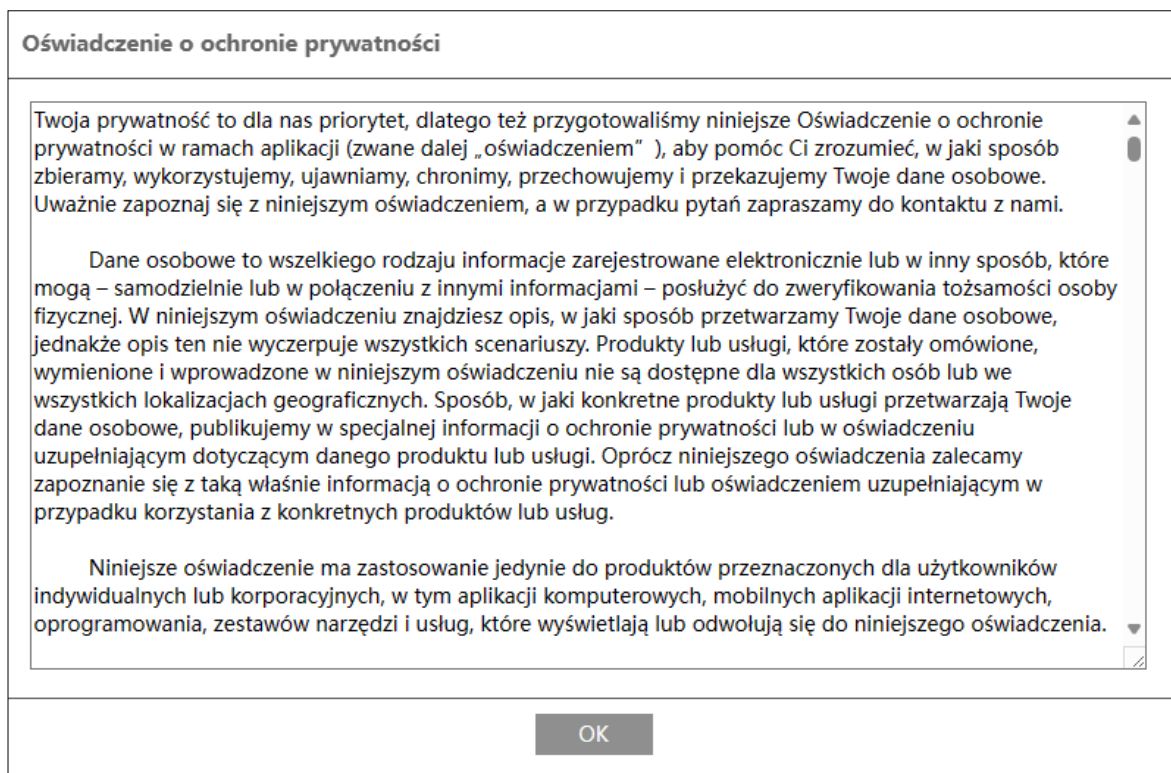 Oświadczenie o ochronie prywatności
Twoja prywatność to dla nas priorytet, dlatego też przygotowaliśmy niniejsze Oświadczenie o ochronie
prywatności w ramach aplikacji (zwane dalej „oświadczeniem” ), aby pomóc Ci zrozumieć, w jaki sposób
zbieramy, wykorzystujemy, ujawniamy, chronimy, przechowujemy i przekazujemy Twoje dane osobowe.
Uważnie zapoznaj się z niniejszym oświadczeniem, a w przypadku pytań zapraszamy do kontaktu z nami.
Dane osobowe to wszelkiego rodzaju informacje zarejestrowane elektronicznie lub w inny sposób, które
mogą – samodzielnie lub w połączeniu z innymi informacjami – posłużyć do zweryfikowania tożsamości osoby
fizycznej. W niniejszym oświadczeniu znajdziesz opis, w jaki sposób przetwarzamy Twoje dane osobowe,
jednakże opis ten nie wyczerpuje wszystkich scenariuszy. Produkty lub usługi, które zostały omówione,
wymienione i wprowadzone w niniejszym oświadczeniu nie są dostępne dla wszystkich osób lub we
wszystkich lokalizacjach geograficznych. Sposób, w jaki konkretne produkty lub usługi przetwarzają Twoje
dane osobowe, publikujemy w specjalnej informacji o ochronie prywatności lub w oświadczeniu
uzupełniającym dotyczącym danego produktu lub usługi. Oprócz niniejszego oświadczenia zalecamy
zapoznanie się z taką właśnie informacją o ochronie prywatności lub oświadczeniem uzupełniającym w
przypadku korzystania z konkretnych produktów lub usług.
Niniejsze oświadczenie ma zastosowanie jedynie do produktów przeznaczonych dla użytkowników
indywidualnych lub korporacyjnych, w tym aplikacji komputerowych, mobilnych aplikacji internetowych,
oprogramowania, zestawów narzędzi i usług, które wyświetlają lub odwołują się do niniejszego oświadczenia.
OK